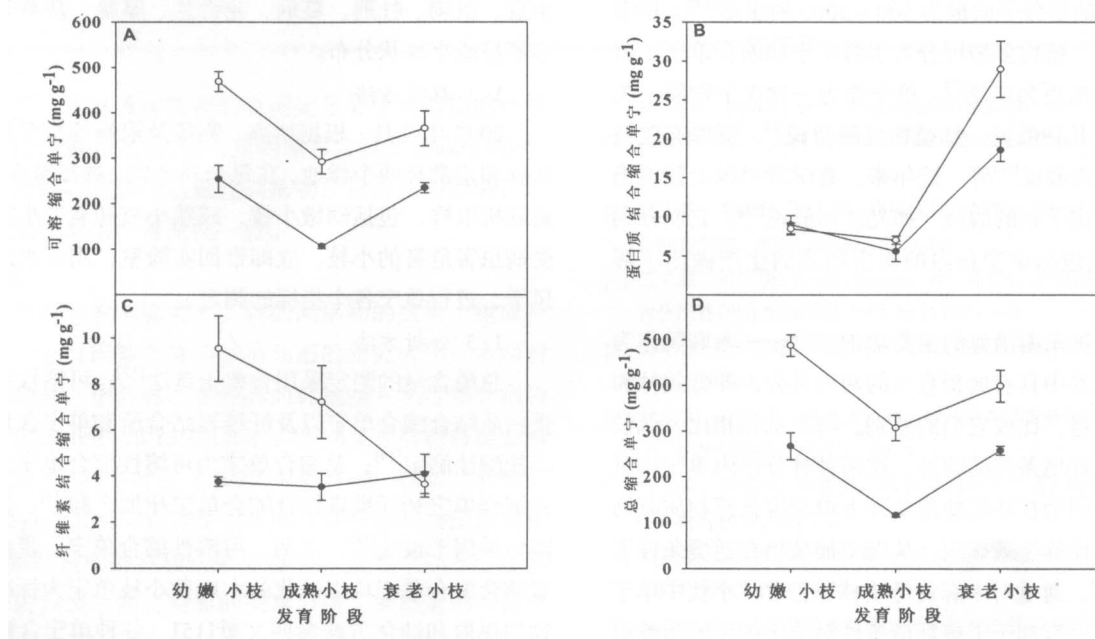 A
可溶缩合单宁 (mg g-1)
600
500
400
300
200
100
B
蛋白质结合缩合单宁 (mg g-1)
35
30
25
20
15
10
5
C
纤维素结合缩合单宁 (mg g-1)
10
8
6
4
2
0
幼嫩 小枝 成熟小枝 衰老小枝
发育阶段
D
总缩合单宁 (mg g-1)
500
400
300
200
100
0
幼嫩 小枝 成熟小枝 衰老小枝
发育阶段